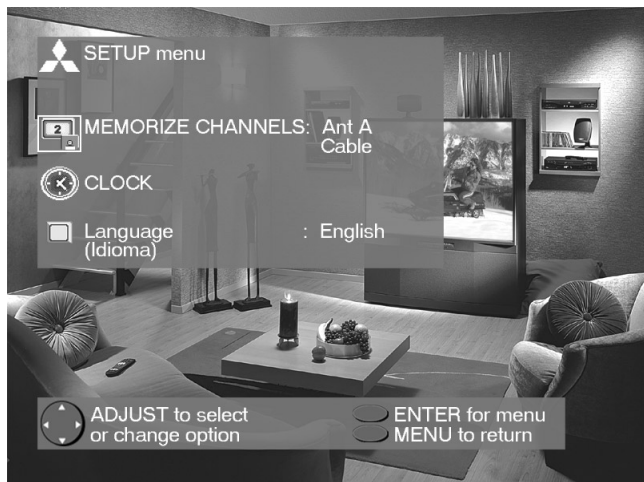 SETUP menu
2
MEMORIZE CHANNELS: Ant A
Cable
CLOCK
Language : English
(Idioma)
ADJUST to select
or change option
ENTER for menu
MENU to return